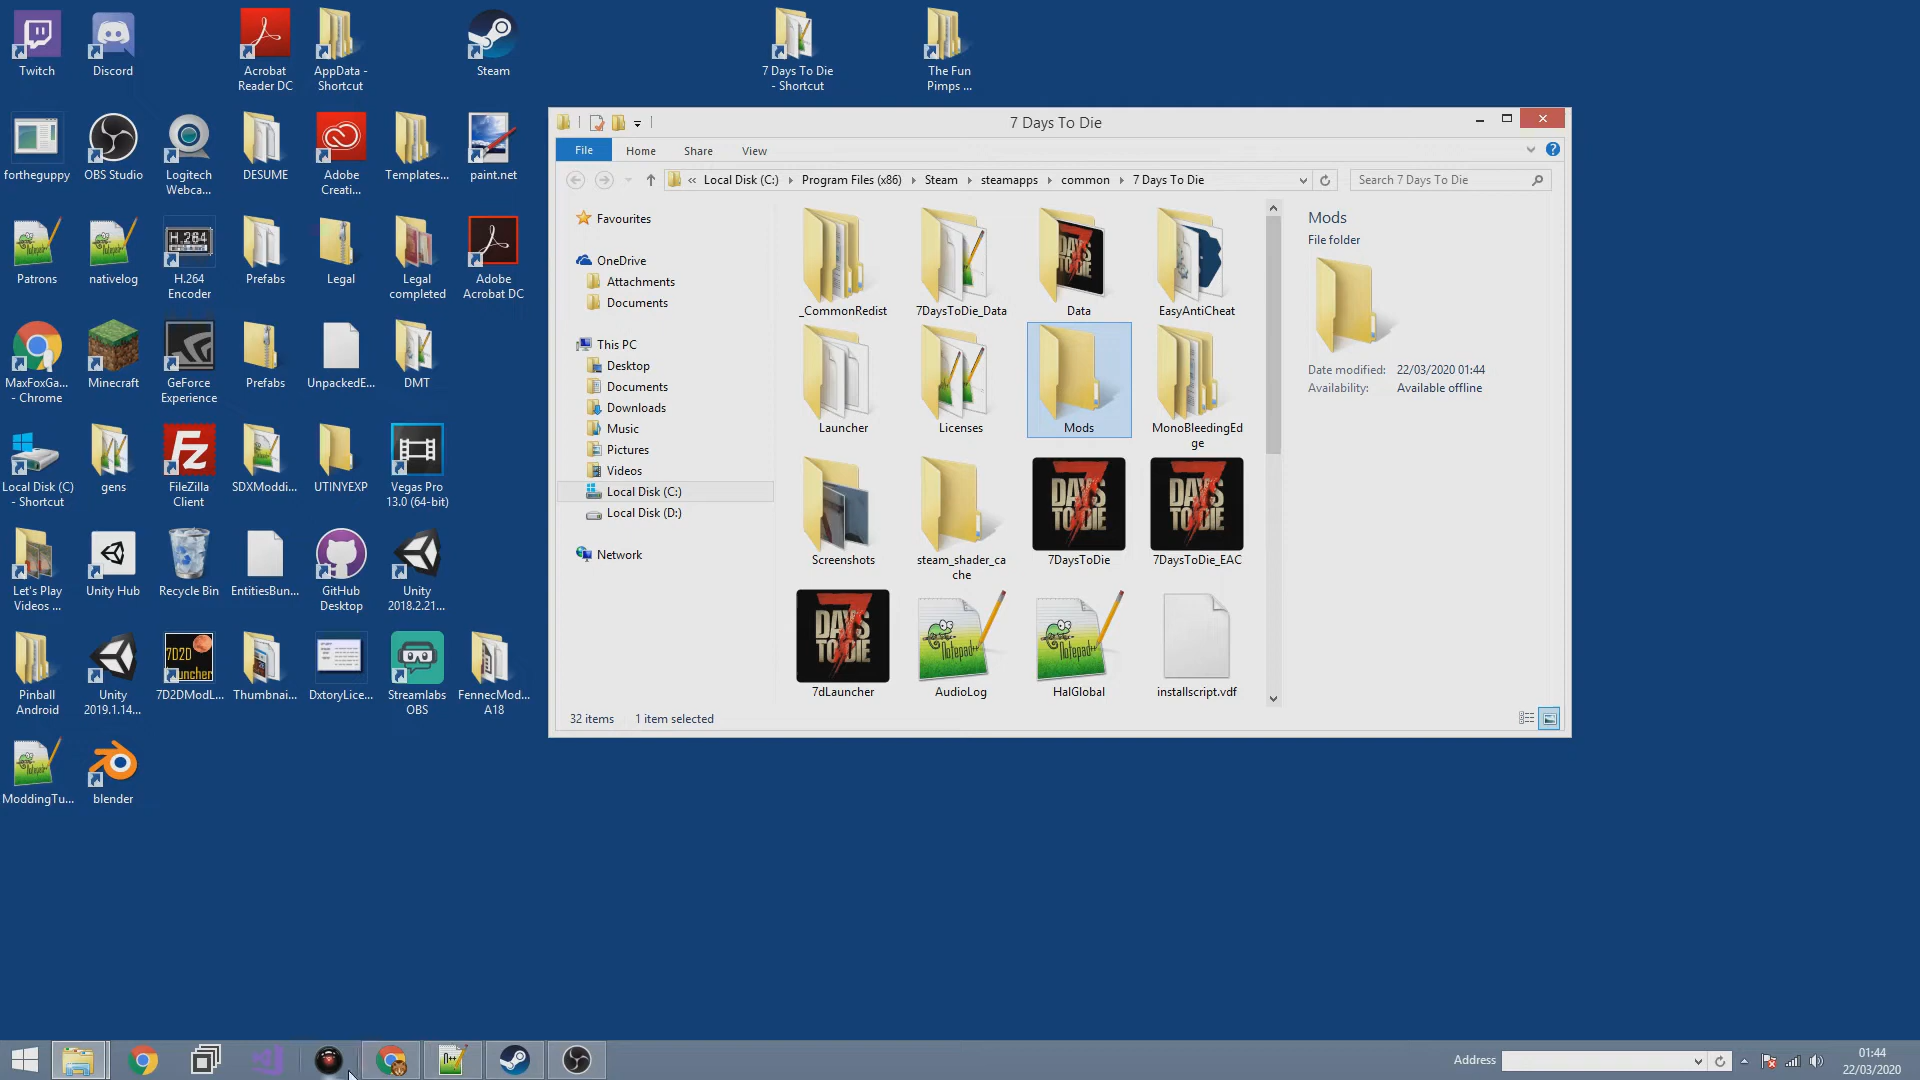 Twitch
Discord
Acrobat
Reader DC
AppData -
Shortcut
Steam
7 Days To Die
- Shortcut
The Fun
Pimps ...
fortheguppy
OBS Studio
Logitech
Webca...
DESUME
Adobe
Creati...
Templates...
paint.net
Patrons
nativelog
H.264
Encoder
Prefabs
Legal
Legal
completed
Adobe
Acrobat DC
MaxFoxGa...
- Chrome
Minecraft
GeForce
Experience
Prefabs
UnpackedE...
DMT
Local Disk (C)
- Shortcut
gens
FileZilla
Client
SDXModdi...
UTINYEXP
Vegas Pro
13.0 (64-bit)
Let's Play
Videos ...
Unity Hub
Recycle Bin
EntitiesBun...
GitHub
Desktop
Unity
2018.2.21...
Pinball
Android
Unity
2019.1.14...
7D2DModL...
Thumbnai...
DxtoryLice...
Streamlabs
OBS
FennecMod...
A18
ModdingTu...
blender
7 Days To Die
File
Home
Share
View
« Local Disk (C:)
Program Files (x86)
Steam
steamapps
common
7 Days To Die
Search 7 Days To Die
Favourites
OneDrive
Attachments
Documents
This PC
Desktop
Documents
Downloads
Music
Pictures
Videos
Local Disk (C:)
Local Disk (D:)
Network
_CommonRedist
7DaysToDie_Data
Data
EasyAntiCheat
Launcher
Licenses
Mods
MonoBleedingEd
ge
Screenshots
steam_shader_ca
che
7DaysToDie
7DaysToDie_EAC
7dLauncher
AudioLog
HalGlobal
installscript.vdf
Mods
File folder
Date modified: 22/03/2020 01:44
Availability: Available offline
32 items
1 item selected
Address
01:44
22/03/2020